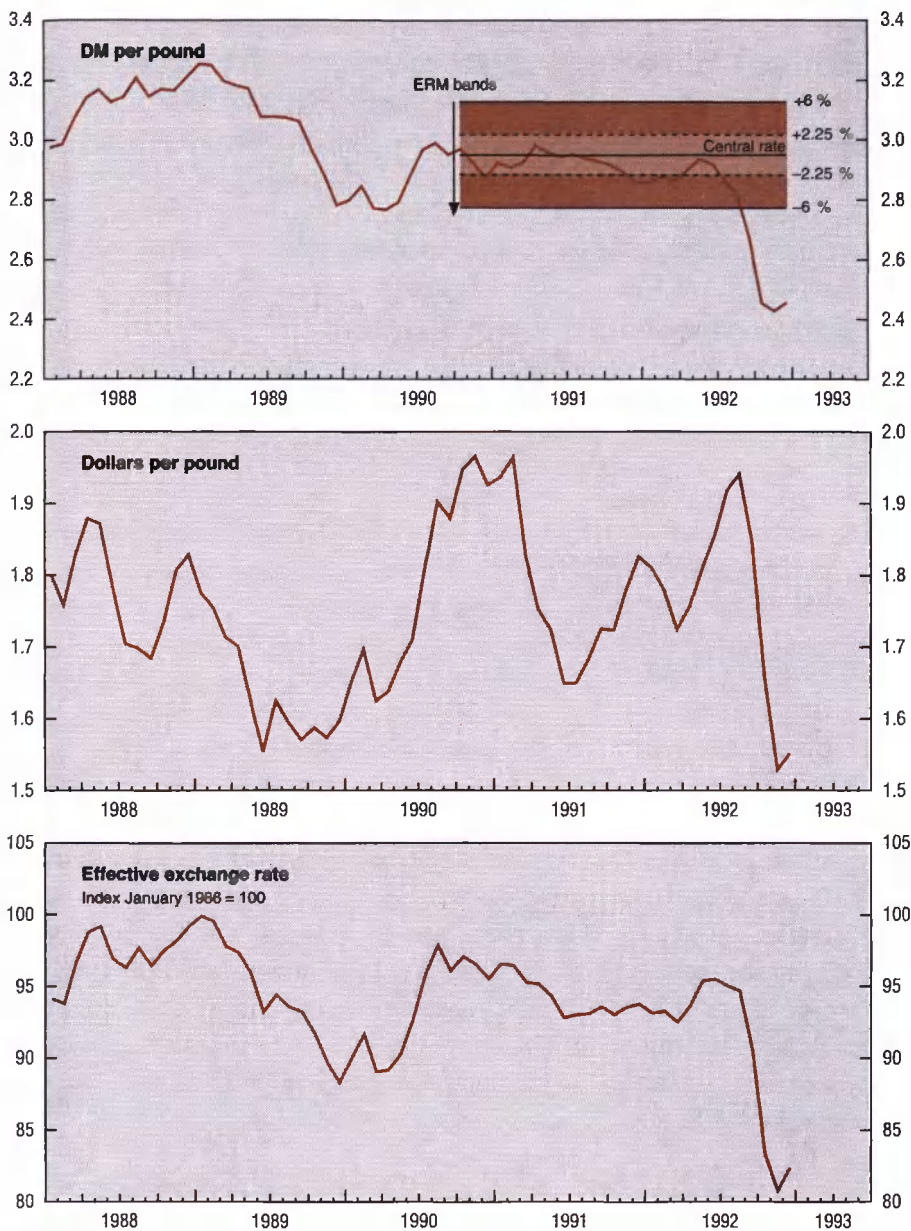 DM per pound
3.4 3.4
3.2 3.2
3.0 3.0
2.8 2.8
2.6 2.6
2.4 2.4
2.2 2.2
ERM bands
+6 %
+2.25 %
Central rate
−2.25 %
−6 %
1988 1989 1990 1991 1992 1993
Dollars per pound
2.0 2.0
1.9 1.9
1.8 1.8
1.7 1.7
1.6 1.6
1.5 1.5
1988 1989 1990 1991 1992 1993
Effective exchange rate
Index January 1986 = 100
105 105
100 100
95 95
90 90
85 85
80 80
1988 1989 1990 1991 1992 1993